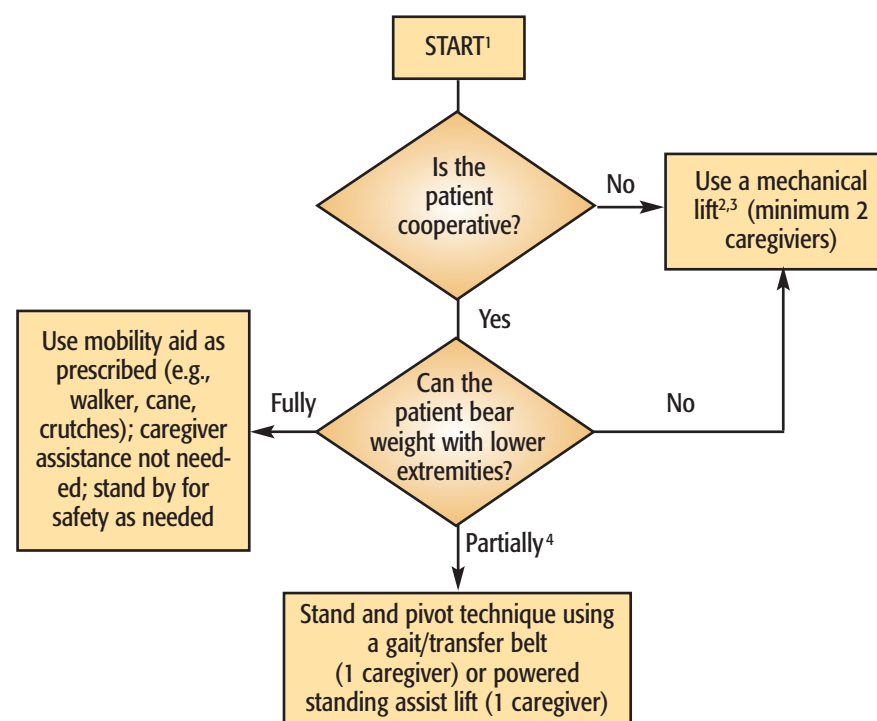 START¹
Is the
patient
cooperative?
No
Use a mechanical
lift²,³ (minimum 2
caregiviers)
Yes
Can the
patient bear
weight with lower
extremities?
Fully
Use mobility aid as
prescribed (e.g.,
walker, cane,
crutches); caregiver
assistance not need-
ed; stand by for
safety as needed
No
Partially⁴
Stand and pivot technique using
a gait/transfer belt
(1 caregiver) or powered
standing assist lift (1 caregiver)